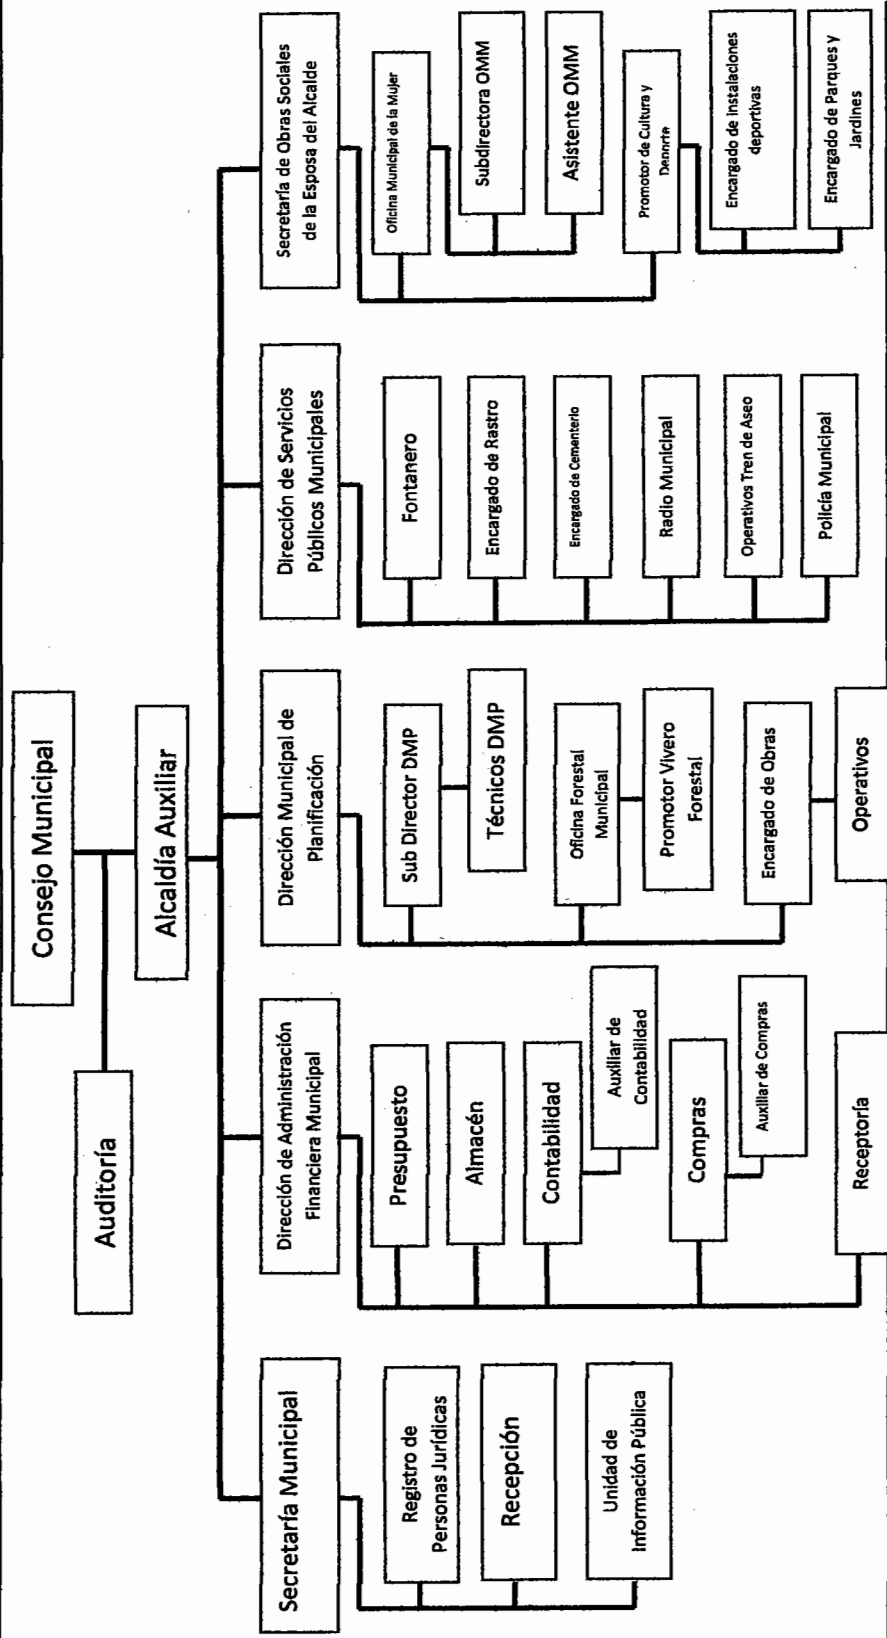 Consejo Municipal
Auditoría
Alcaldía Auxiliar
Secretaría Municipal
Registro de
Personas Jurídicas
Recepción
Unidad de
Información Pública
Dirección de Administración
Financiera Municipal
Presupuesto
Almacén
Contabilidad
Auxiliar de
Contabilidad
Compras
Auxiliar de Compras
Receptoría
Dirección Municipal de
Planificación
Sub Director DMP
Técnicos DMP
Oficina Forestal
Municipal
Promotor Vivero
Forestal
Encargado de Obras
Operativos
Dirección de Servicios
Públicos Municipales
Fontanero
Encargado de Rastro
Encargado de Cementerio
Radio Municipal
Operativos Tren de Aseo
Policía Municipal
Secretaría de Obras Sociales
de la Esposa del Alcalde
Oficina Municipal de la Mujer
Subdirectora OMM
Asistente OMM
Promotor de Cultura y
Deporte
Encargado de instalaciones
deportivas
Encargado de Parques y
Jardines